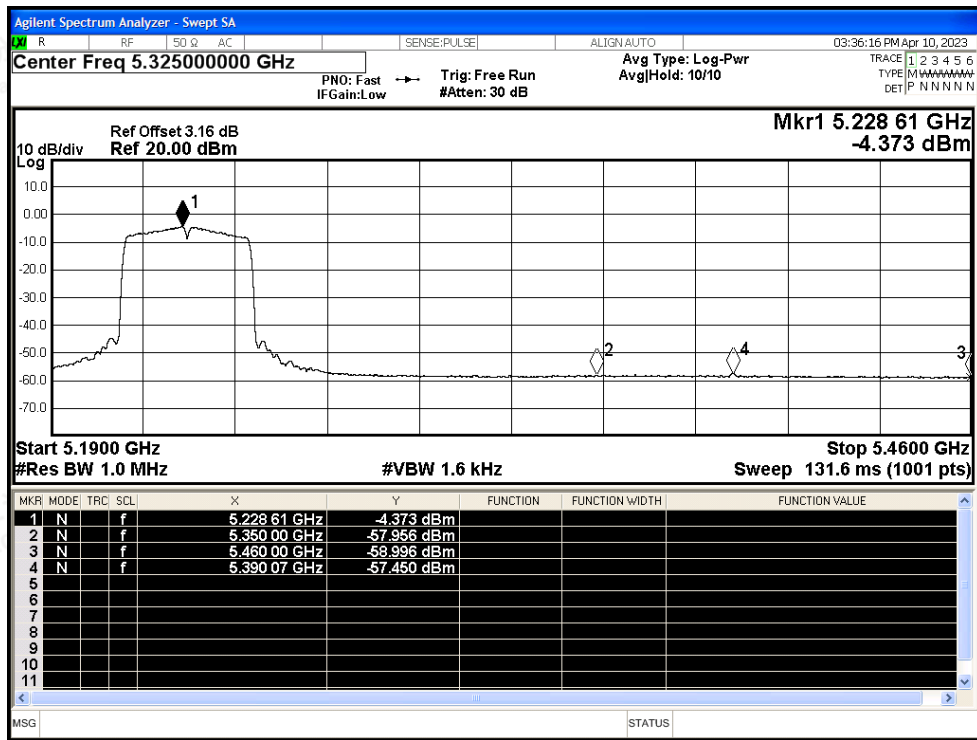 Agilent Spectrum Analyzer - Swept SA
LXI R RF 50 Ω AC SENSE:PULSE ALIGN AUTO 03:36:16 PM Apr 10, 2023
Center Freq 5.325000000 GHz
PNO: Fast
IFGain:Low
Trig: Free Run
#Atten: 30 dB
Avg Type: Log-Pwr
Avg|Hold: 10/10
TRACE 1 2 3 4 5 6
TYPE M W W W W W
DET P N N N N N
Mkr1 5.228 61 GHz
-4.373 dBm
Ref Offset 3.16 dB
10 dB/div Ref 20.00 dBm
Log
10.0
0.00
-10.0
-20.0
-30.0
-40.0
-50.0
-60.0
-70.0
1
2
4
3
Start 5.1900 GHz Stop 5.4600 GHz
#Res BW 1.0 MHz #VBW 1.6 kHz Sweep 131.6 ms (1001 pts)
MKR MODE TRC SCL X Y FUNCTION FUNCTION WIDTH FUNCTION VALUE
1 N f 5.228 61 GHz -4.373 dBm
2 N f 5.350 00 GHz -57.956 dBm
3 N f 5.460 00 GHz -58.996 dBm
4 N f 5.390 07 GHz -57.450 dBm
5
6
7
8
9
10
11
MSG STATUS